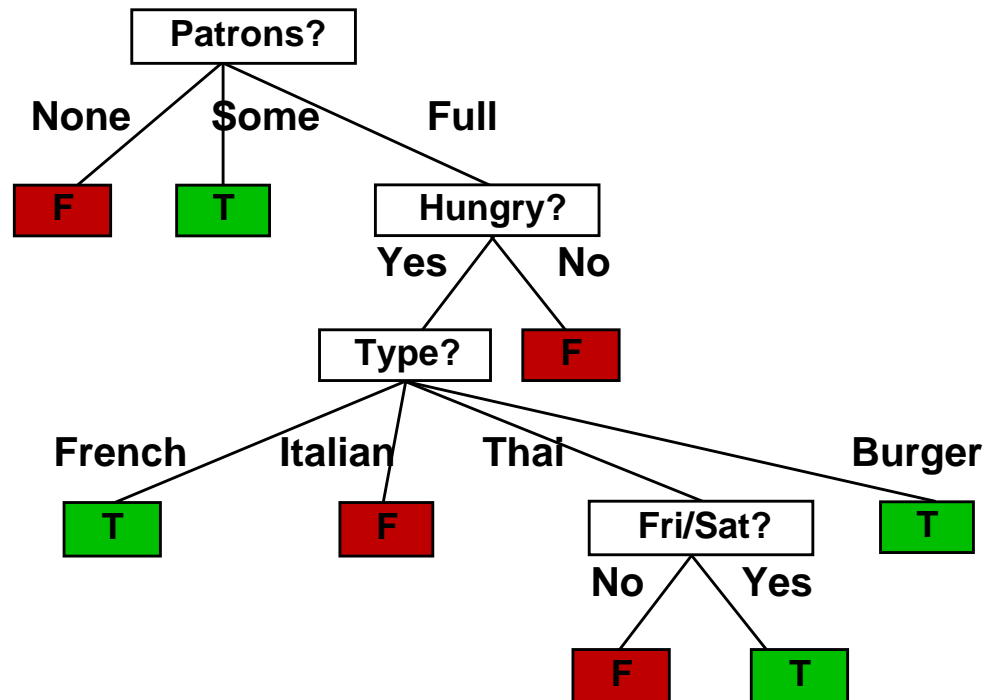 Patrons?
None Some Full
F T Hungry?
Yes No
Type? F
French Italian Thai Burger
T F Fri/Sat? T
No Yes
F T